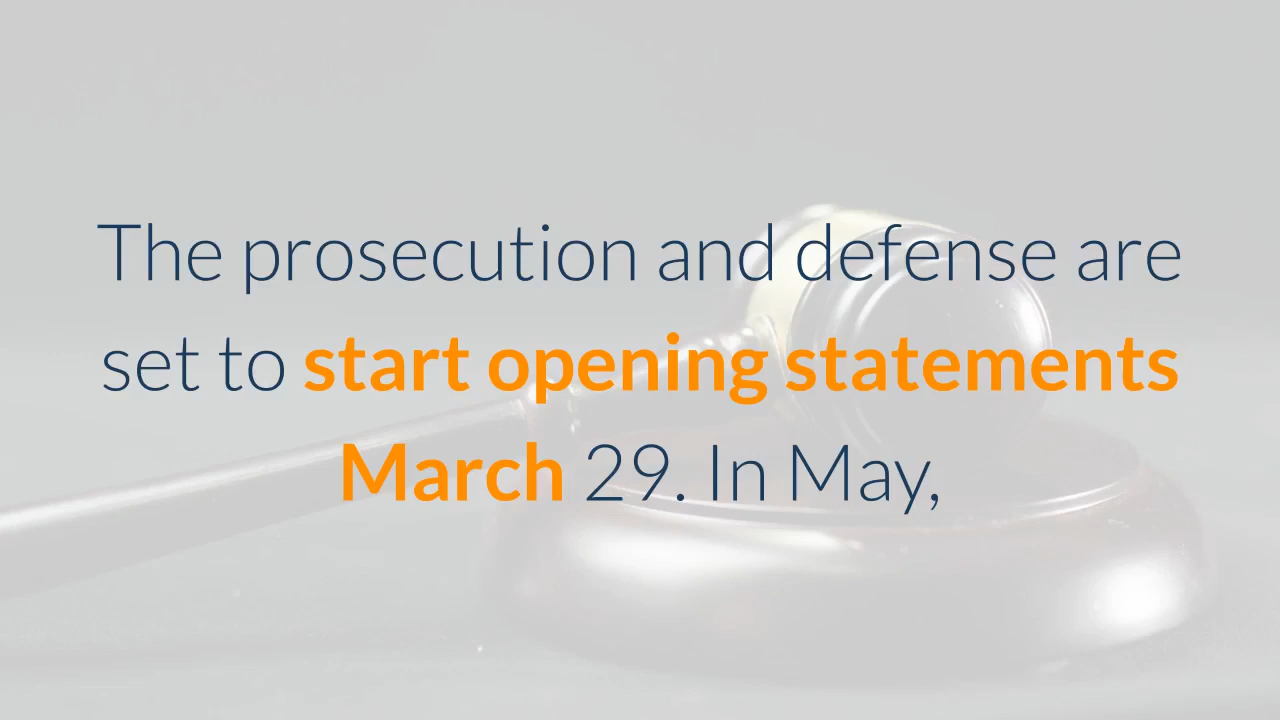 The prosecution and defense are
set to start opening statements
March 29. In May,